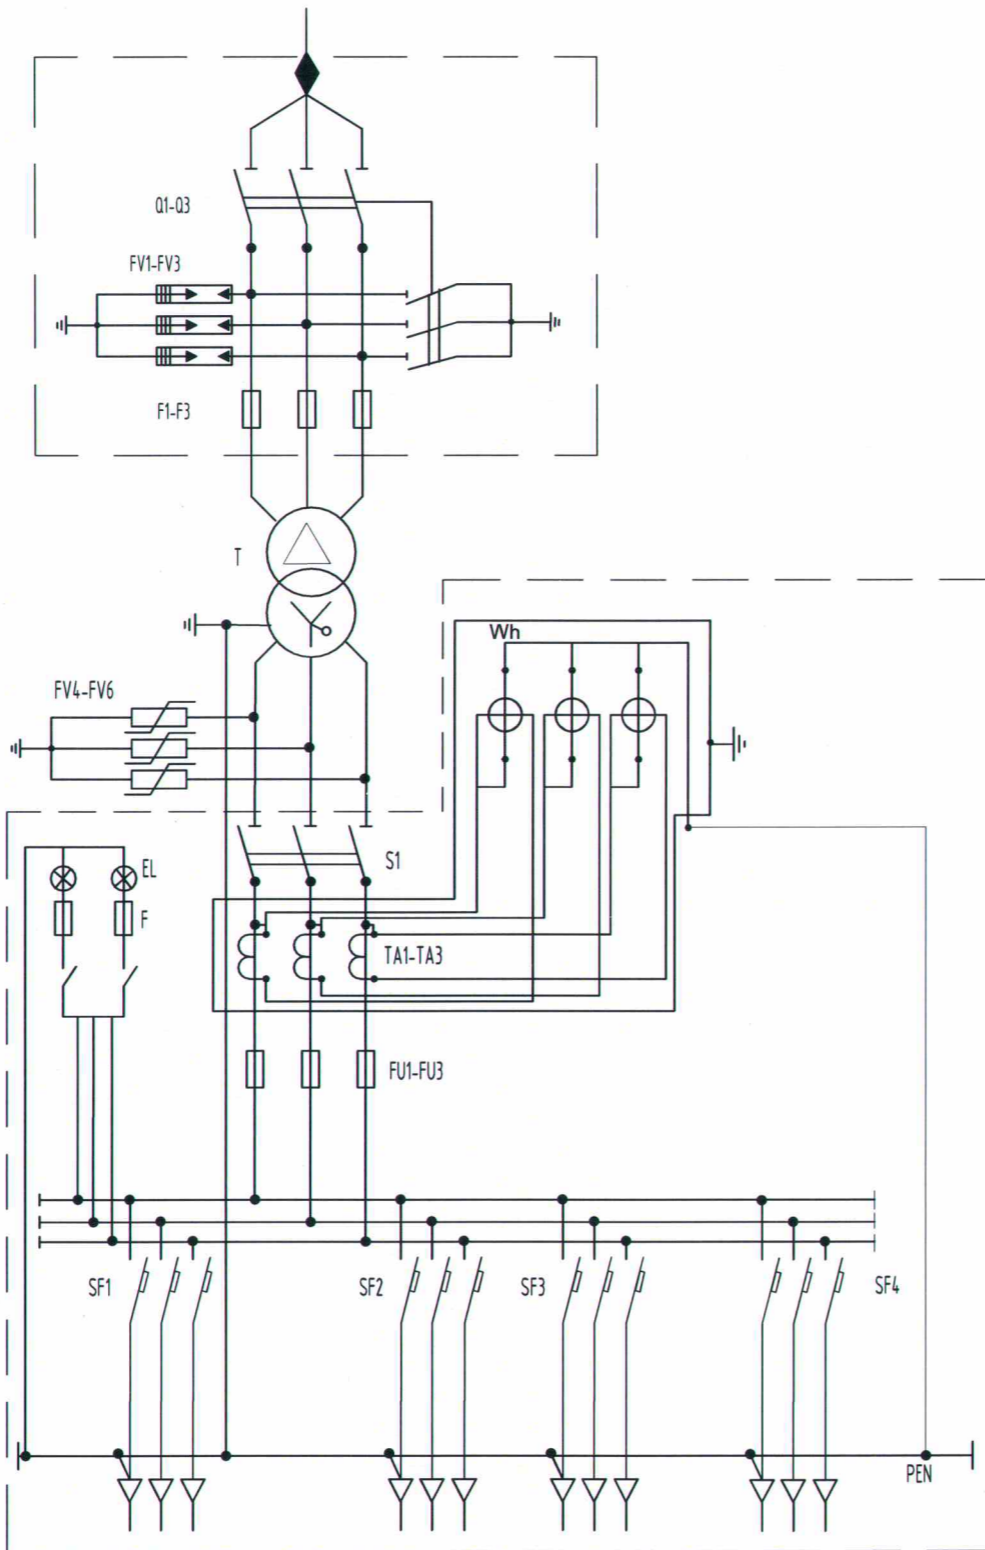 Q1-Q3
FV1-FV3
F1-F3
T
Wh
FV4-FV6
S1
EL
F
TA1-TA3
FU1-FU3
SF1
SF2
SF3
SF4
PEN